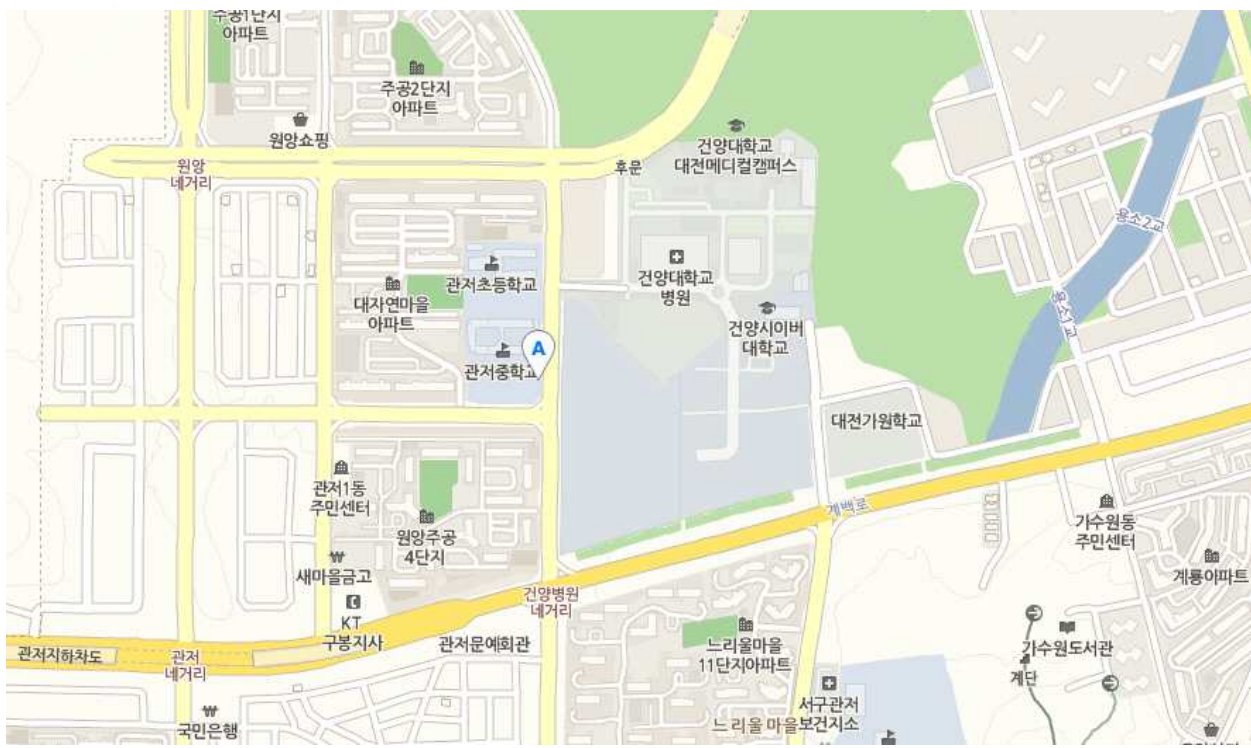 주공1단지
아파트
주공2단지
아파트
원앙쇼핑
원앙
네거리
후문
건양대학교
대전메디컬캠퍼스
용소2교
관저초등학교
대자연마을
아파트
건양대학교
병원
건양사이버
대학교
용소1교
A
관저중학교
대전가원학교
관저1동
주민센터
원앙주공
4단지
계백로
가수원동
주민센터
새마을금고
계룡아파트
KT
구봉지사
건양병원
네거리
관저문예회관
느리울마을
11단지아파트
가수원도서관
계단
관저지하차도
관저
네거리
서구관저
보건지소
느리울 마을
국민은행